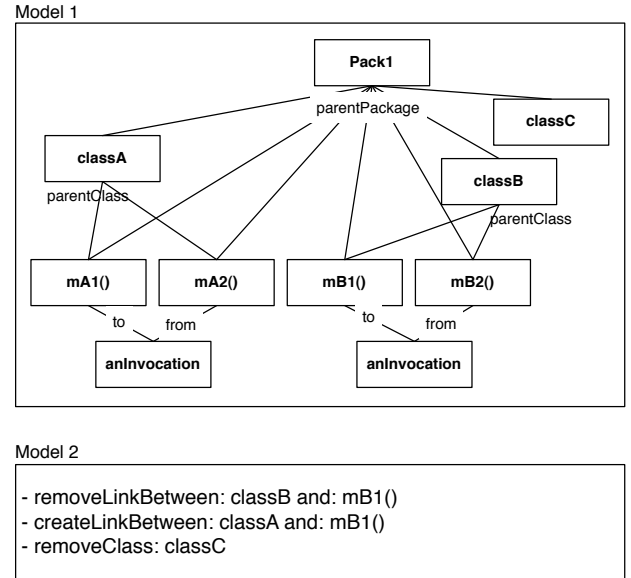 Model 1
Pack1
parentPackage
classC
classA
classB
parentClass
parentClass
mA1()
mA2()
mB1()
mB2()
to
from
to
from
anInvocation
anInvocation
Model 2
- removeLinkBetween: classB and: mB1()
- createLinkBetween: classA and: mB1()
- removeClass: classC